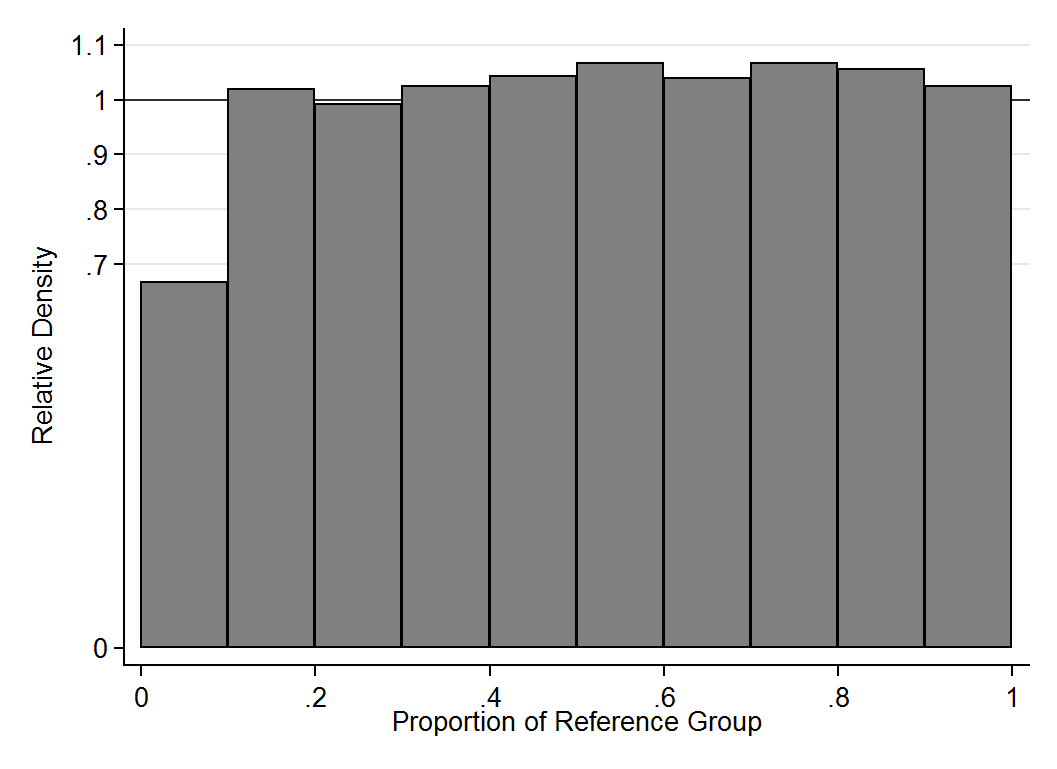 1.1
1
.9
.8
.7
0
Relative Density
0 .2 .4 .6 .8 1
Proportion of Reference Group